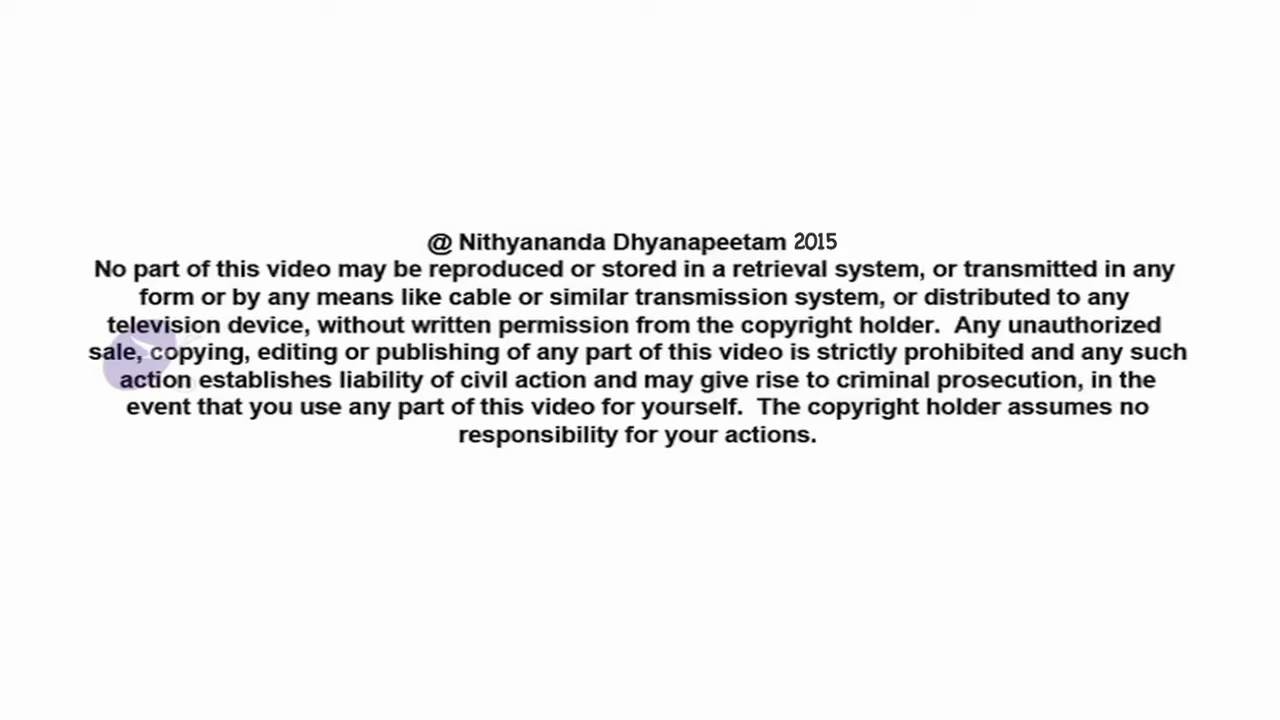 @ Nithyananda Dhyanapeetam 2015
No part of this video may be reproduced or stored in a retrieval system, or transmitted in any
form or by any means like cable or similar transmission system, or distributed to any
television device, without written permission from the copyright holder.  Any unauthorized
sale, copying, editing or publishing of any part of this video is strictly prohibited and any such
action establishes liability of civil action and may give rise to criminal prosecution, in the
event that you use any part of this video for yourself.  The copyright holder assumes no
responsibility for your actions.